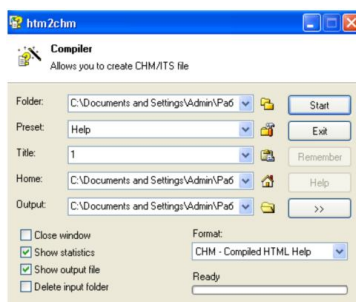 htm2chm
Compiler
Allows you to create CHM/ITS file
Folder: C:\Documents and Settings\Admin\Раб Start
Preset: Help Exit
Title: 1 Remember
Home: C:\Documents and Settings\Admin\Раб Help
Output: C:\Documents and Settings\Admin\Раб >>
Close window Format:
Show statistics CHM - Compiled HTML Help
Show output file Ready
Delete input folder